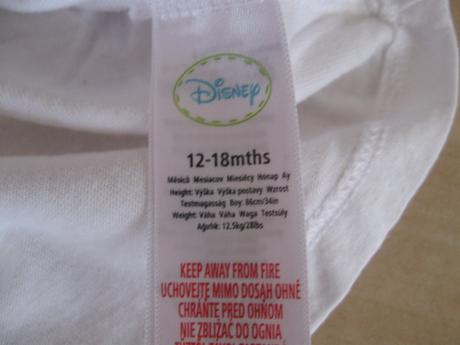 Disney
12-18mths
Měsíců Mesiacov Miesięcy Hónap Ay
Height: Výška Výška postavy Wzrost
Testmagasság Boy: 86cm/34in
Weight: Váha Váha Waga Testsúly
Ağırlık: 12.5kg/28lbs
KEEP AWAY FROM FIRE
UCHOVEJTE MIMO DOSAH OHNĚ
CHRÁŇTE PRED OHŇOM
NIE ZBLIŻAĆ DO OGNIA